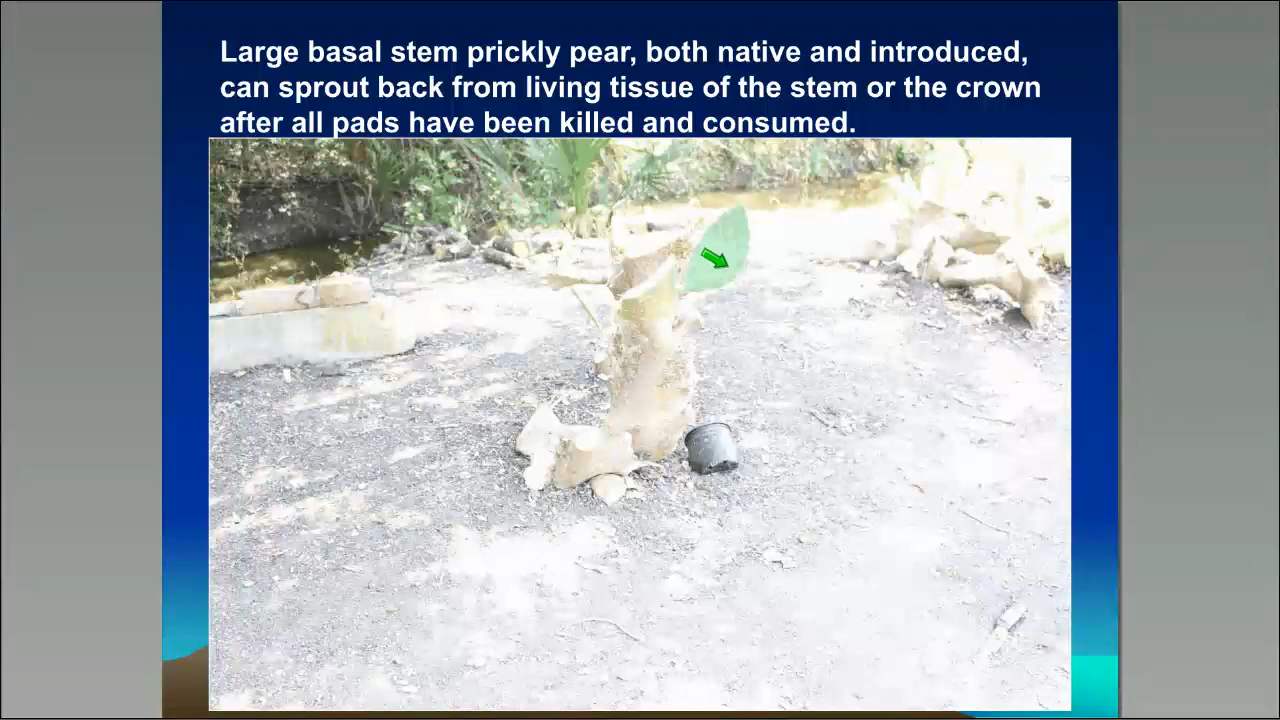 Large basal stem prickly pear, both native and introduced,
can sprout back from living tissue of the stem or the crown
after all pads have been killed and consumed.